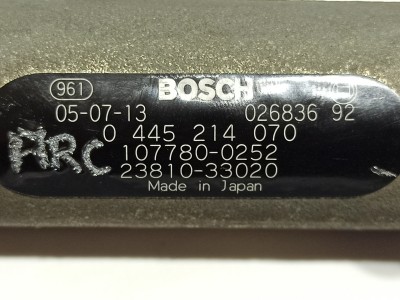 961 BOSCH
05-07-13 026836 92
0 445 214 070
ARC 107780-0252
23810-33020
Made in Japan